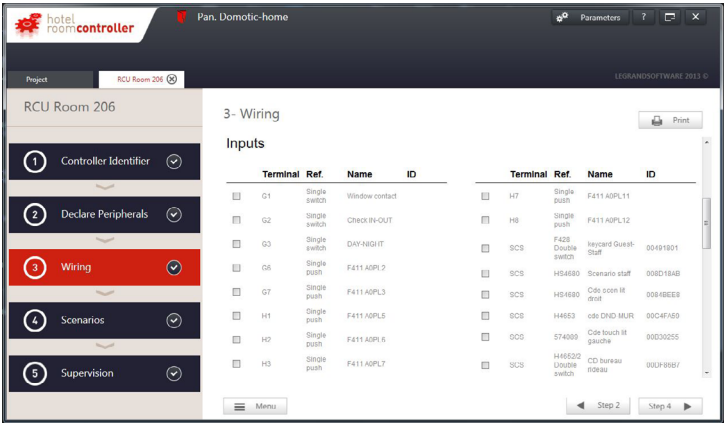 hotel
roomcontroller
Pan. Domotic-home
Parameters ? X
Project
RCU Room 206
LEGRANDSOFTWARE 2013 ©
RCU Room 206
1 Controller Identifier
2 Declare Peripherals
3 Wiring
4 Scenarios
5 Supervision
3- Wiring
Print
Inputs
Terminal Ref. Name ID
G1 Single switch Window contact
G2 Single switch Check IN-OUT
G3 Single switch DAY-NIGHT
G6 Single push F411 A0PL 2
G7 Single push F411 A0PL3
H1 Single push F411 A0PL5
H2 Single push F411 A0PL 6
H3 Single push F411 A0PL7
Terminal Ref. Name ID
H7 Single push F411 A0PL11
H8 Single push F411 A0PL12
SCS F428 Double switch keycard Guest-Staff 00491801
SCS HS4680 Scenario staff 008D18AB
SCS HS4680 Cde ocen lit droit 0084BEE8
SCS H4653 cde DND MUR 00C4FA50
SCS 574000 Cde touch lit gauche 00D30255
SCS H4652/2 Double switch CD bureau rideau 00DF86B7
Menu
Step 2
Step 4